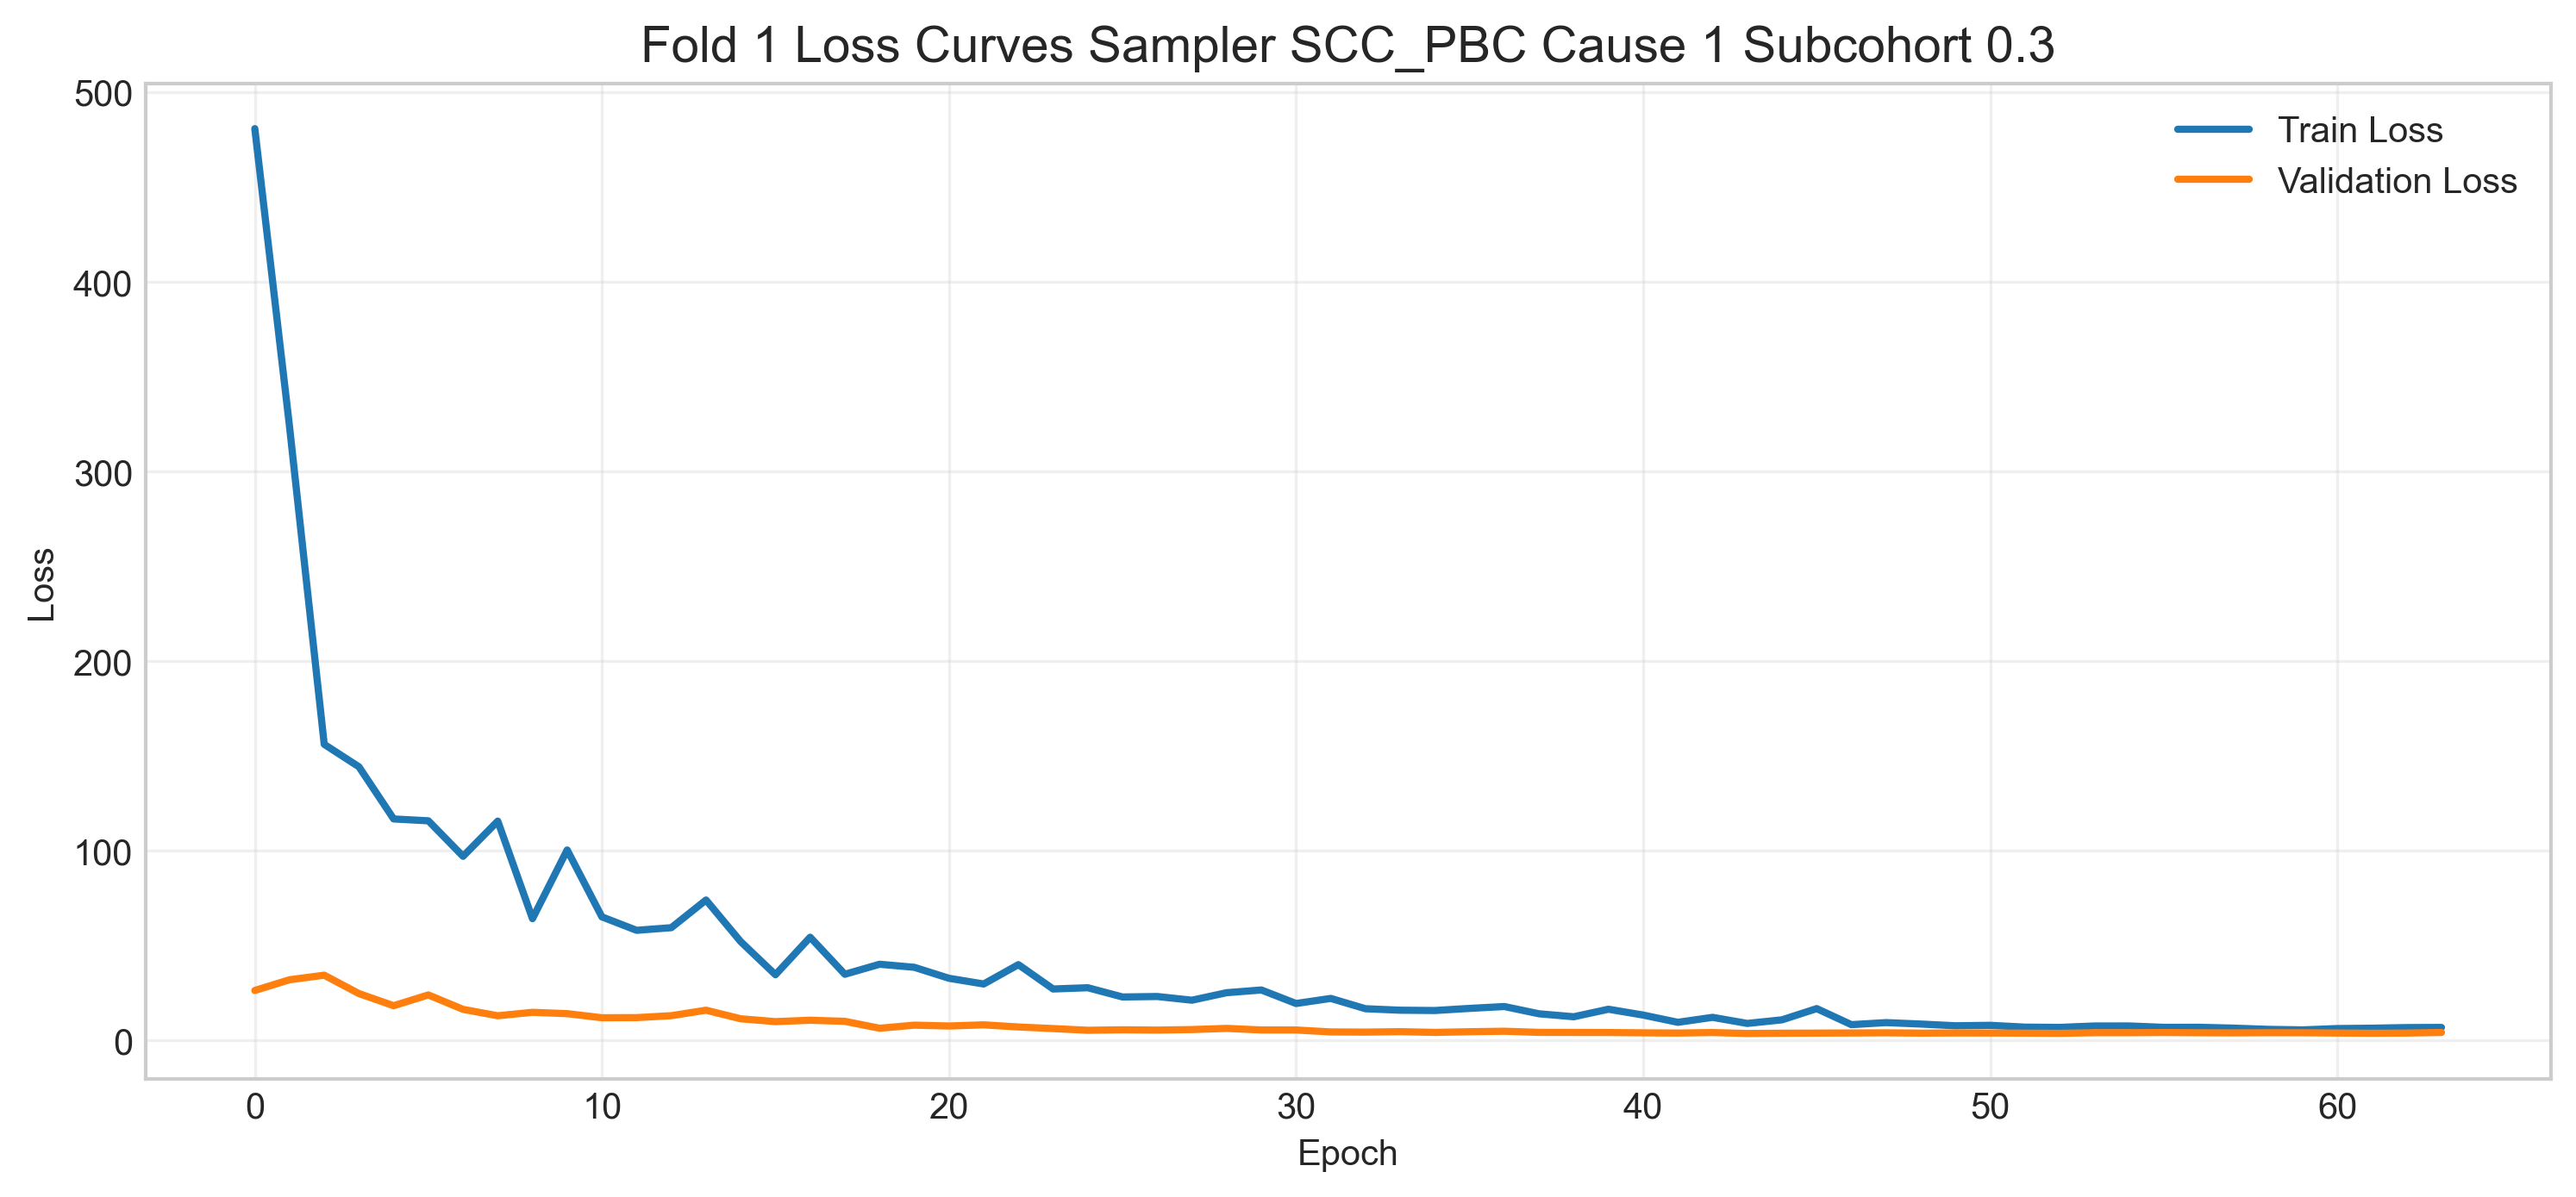 Fold 1 Loss Curves Sampler SCC_PBC Cause 1 Subcohort 0.3
500
400
300
200
100
0
Loss
Train Loss
Validation Loss
0 10 20 30 40 50 60
Epoch